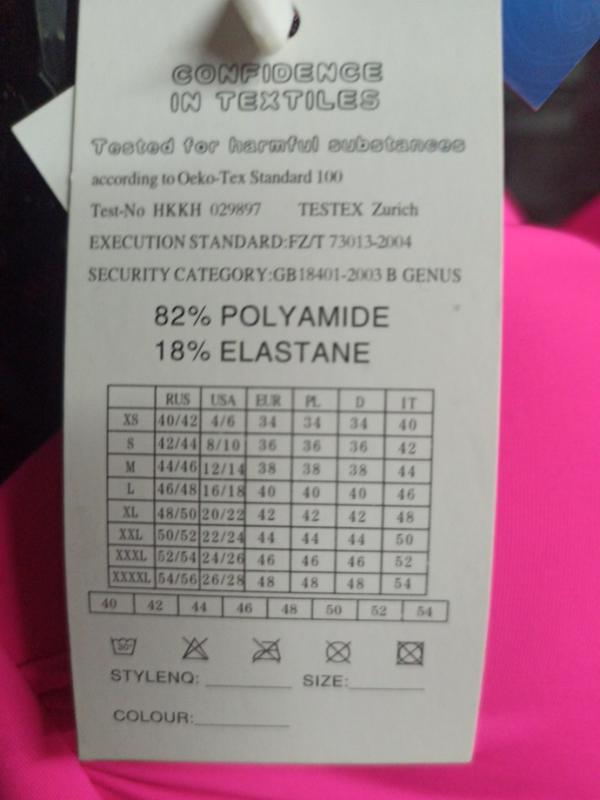 CONFIDENCE
IN TEXTILES
Tested for harmful substances
according to Oeko-Tex Standard 100
Test-No HKKH 029897 TESTEX Zurich
EXECUTION STANDARD:FZ/T 73013-2004
SECURITY CATEGORY:GB18401-2003 B GENUS
82% POLYAMIDE
18% ELASTANE
RUS USA EUR PL D IT
XS 40/42 4/6 34 34 34 40
S 42/44 8/10 36 36 36 42
M 44/46 12/14 38 38 38 44
L 46/48 16/18 40 40 40 46
XL 48/50 20/22 42 42 42 48
XXL 50/52 22/24 44 44 44 50
XXXL 52/54 24/26 46 46 46 52
XXXXL 54/56 26/28 48 48 48 54
40 42 44 46 48 50 52 54
30°
STYLENO: SIZE:
COLOUR: